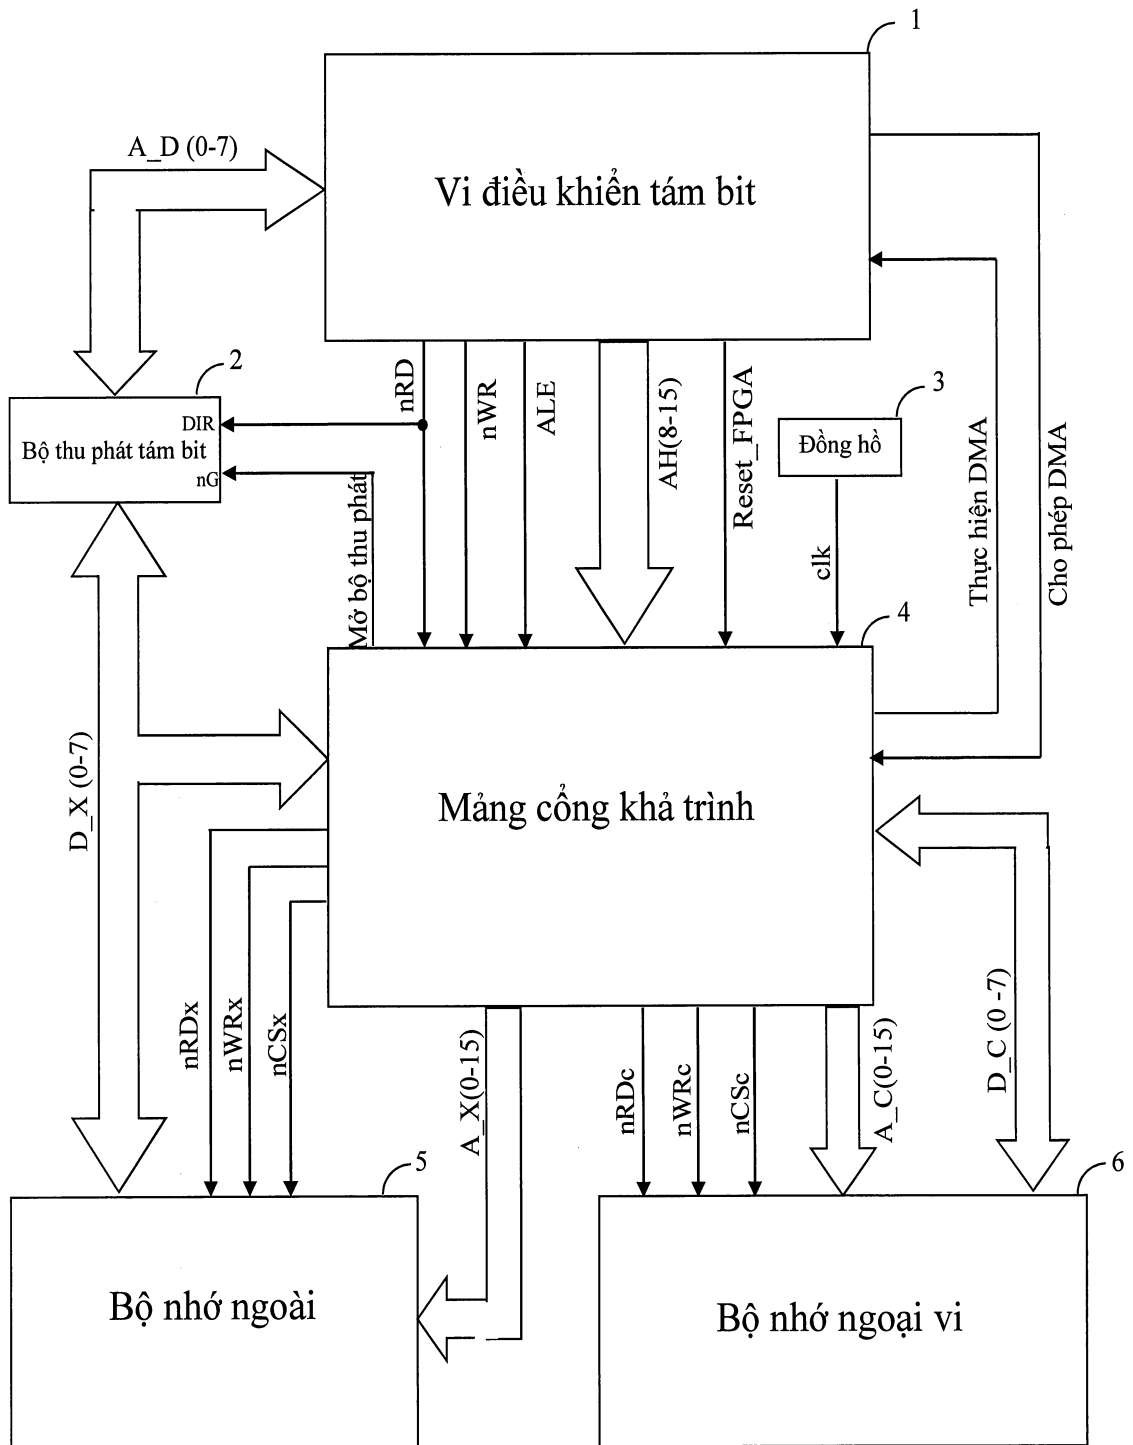 1
A_D (0-7)
Vi điều khiển tám bit
2
DIR
Bộ thu phát tám bit
nG
nRD
nWR
ALE
AH(8-15)
Reset_FPGA
3
Đồng hồ
clk
Thực hiện DMA
Cho phép DMA
Mở bộ thu phát
4
Mảng cổng khả trình
D_X (0-7)
nRDx
nWRx
nCSx
A_X(0-15)
nRDc
nWRc
nCSc
A_C(0-15)
D_C (0 -7)
5
Bộ nhớ ngoài
6
Bộ nhớ ngoại vi